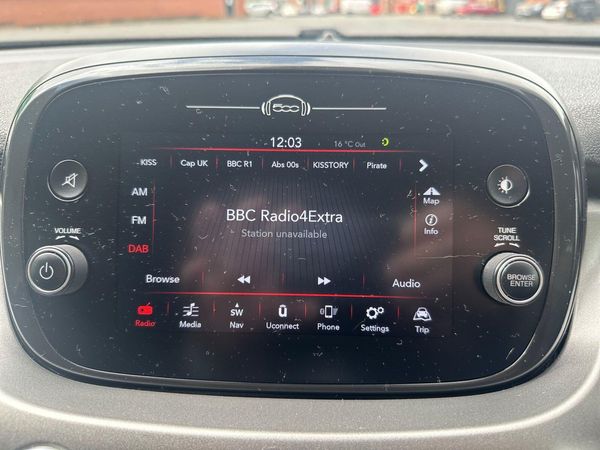 500
12:03 16 °C Out
KISS Cap UK BBC R1 Abs 00s KISSTORY Pirate
AM
Map
FM
BBC Radio4Extra
Station unavailable
Info
DAB
VOLUME
TUNE
SCROLL
Browse
Audio
BROWSE
ENTER
Radio Media SW Nav Uconnect Phone Settings Trip